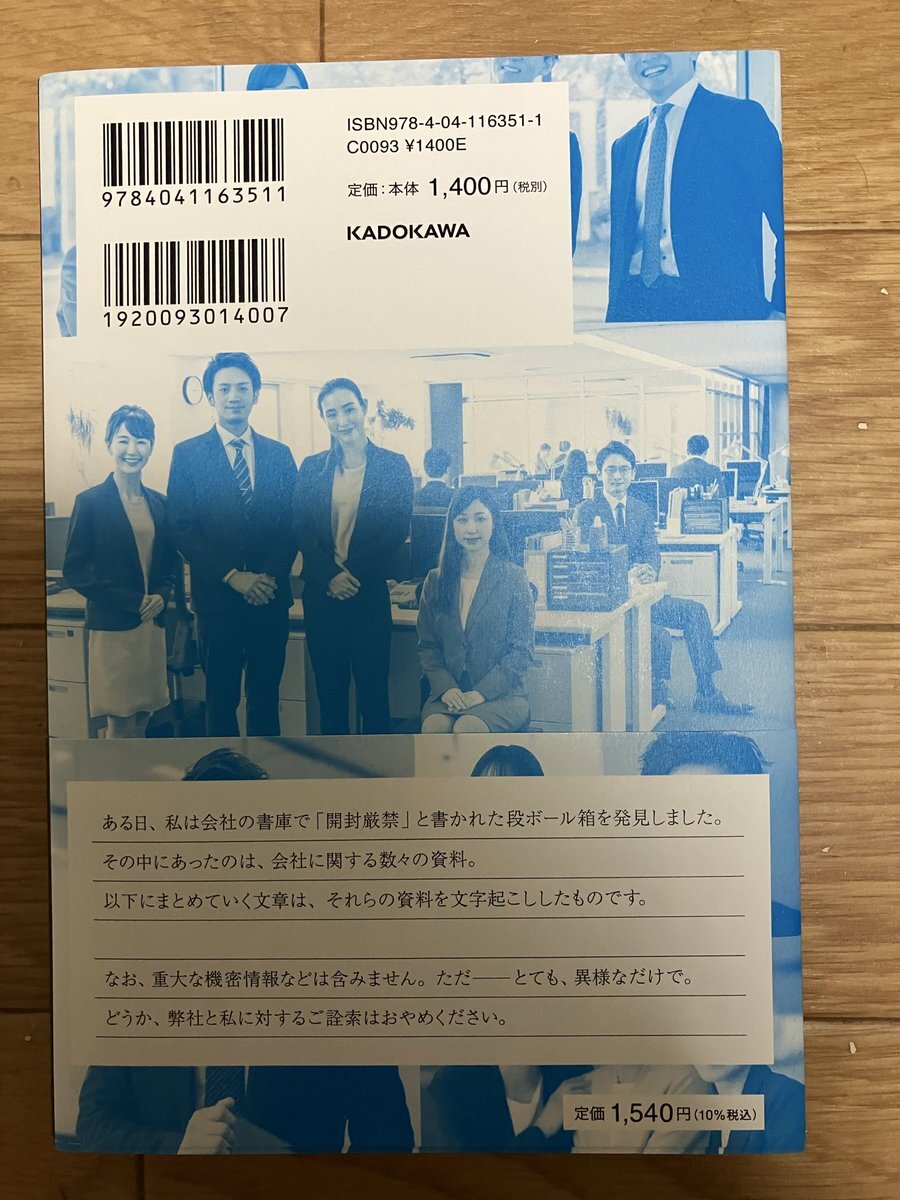 ISBN978-4-04-116351-1
C0093 ¥1400E
9784041163511
定価:本体 1,400円(税別)
KADOKAWA
1920093014007
ある日、私は会社の書庫で「開封厳禁」と書かれた段ボール箱を発見しました。
その中にあったのは、会社に関する数々の資料。
以下にまとめていく文章は、それらの資料を文字起こししたものです。
なお、重大な機密情報などは含みません。ただ――とても、異様なだけで。
どうか、弊社と私に対するご詮索はおやめください。
定価 1,540円(10%税込)